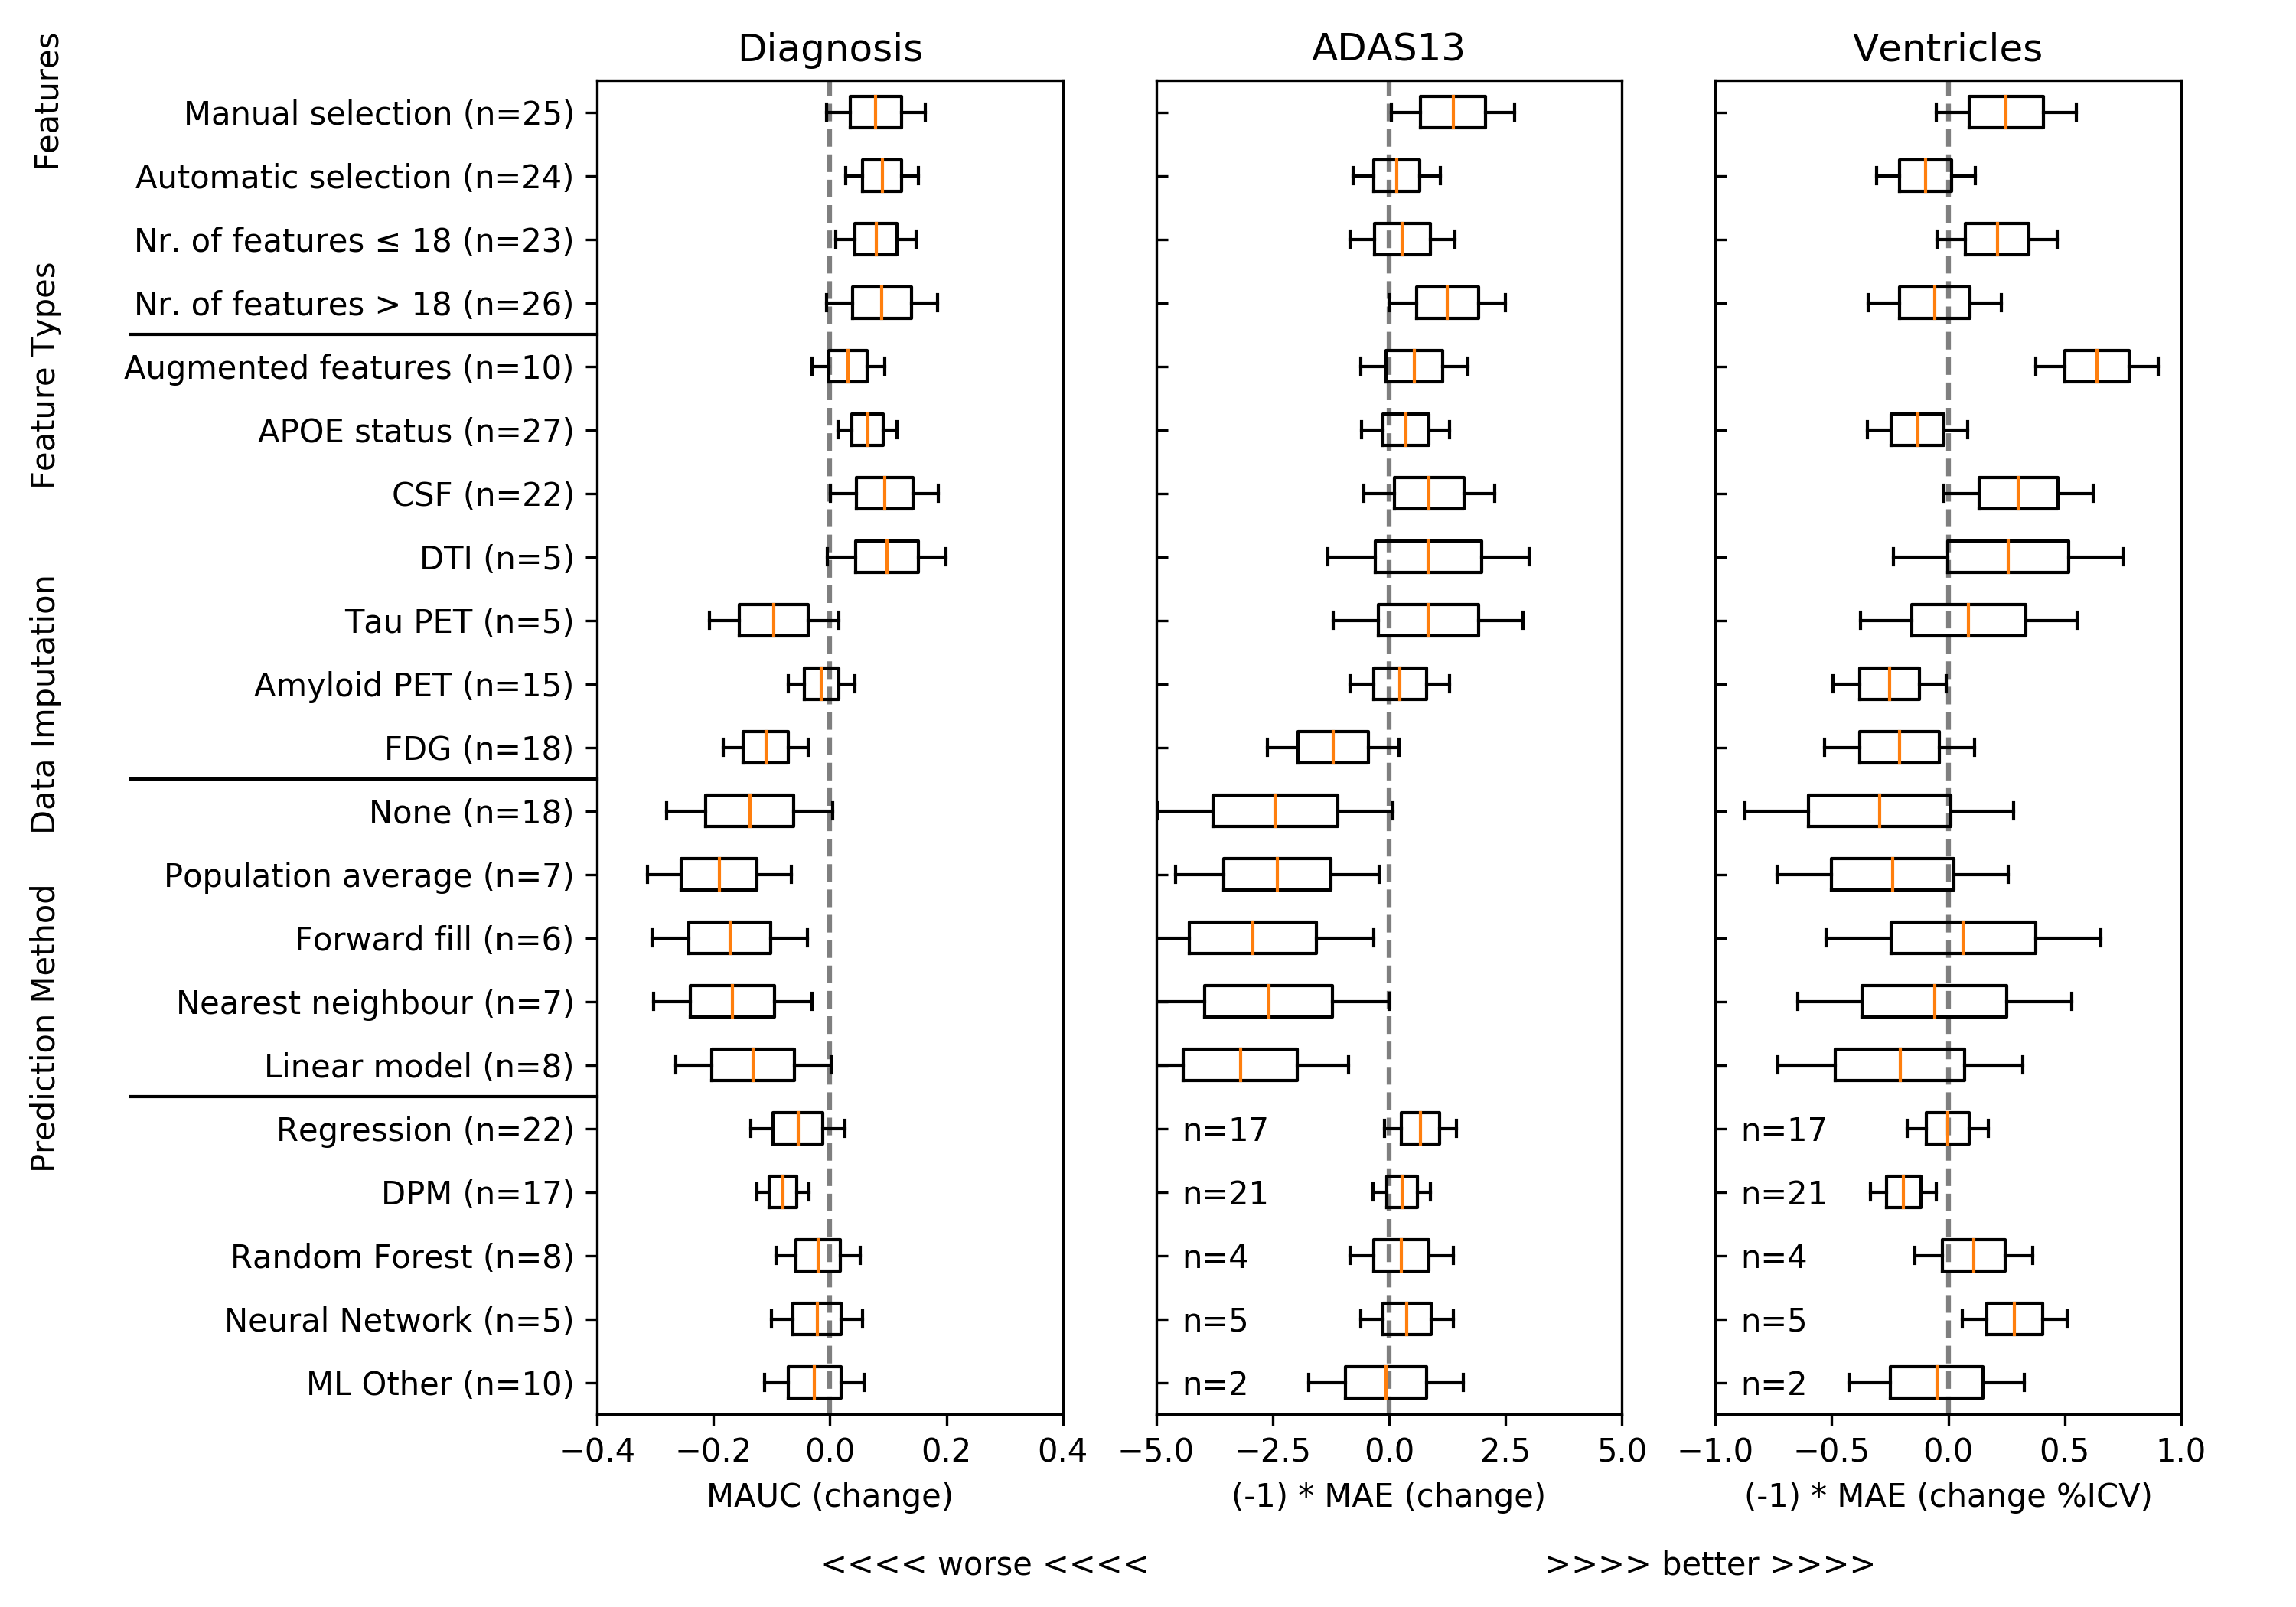 Diagnosis
ADAS13
Ventricles
Features
Manual selection (n=25)
Automatic selection (n=24)
Nr. of features ≤ 18 (n=23)
Nr. of features > 18 (n=26)
Feature Types
Augmented features (n=10)
APOE status (n=27)
CSF (n=22)
DTI (n=5)
Tau PET (n=5)
Amyloid PET (n=15)
FDG (n=18)
Data Imputation
None (n=18)
Population average (n=7)
Forward fill (n=6)
Nearest neighbour (n=7)
Linear model (n=8)
Prediction Method
Regression (n=22)
n=17
n=17
DPM (n=17)
n=21
n=21
Random Forest (n=8)
n=4
n=4
Neural Network (n=5)
n=5
n=5
ML Other (n=10)
n=2
n=2
−0.4 −0.2 0.0 0.2 0.4
−5.0 −2.5 0.0 2.5 5.0
−1.0 −0.5 0.0 0.5 1.0
MAUC (change)
(-1) * MAE (change)
(-1) * MAE (change %ICV)
<<<< worse <<<<
>>>> better >>>>